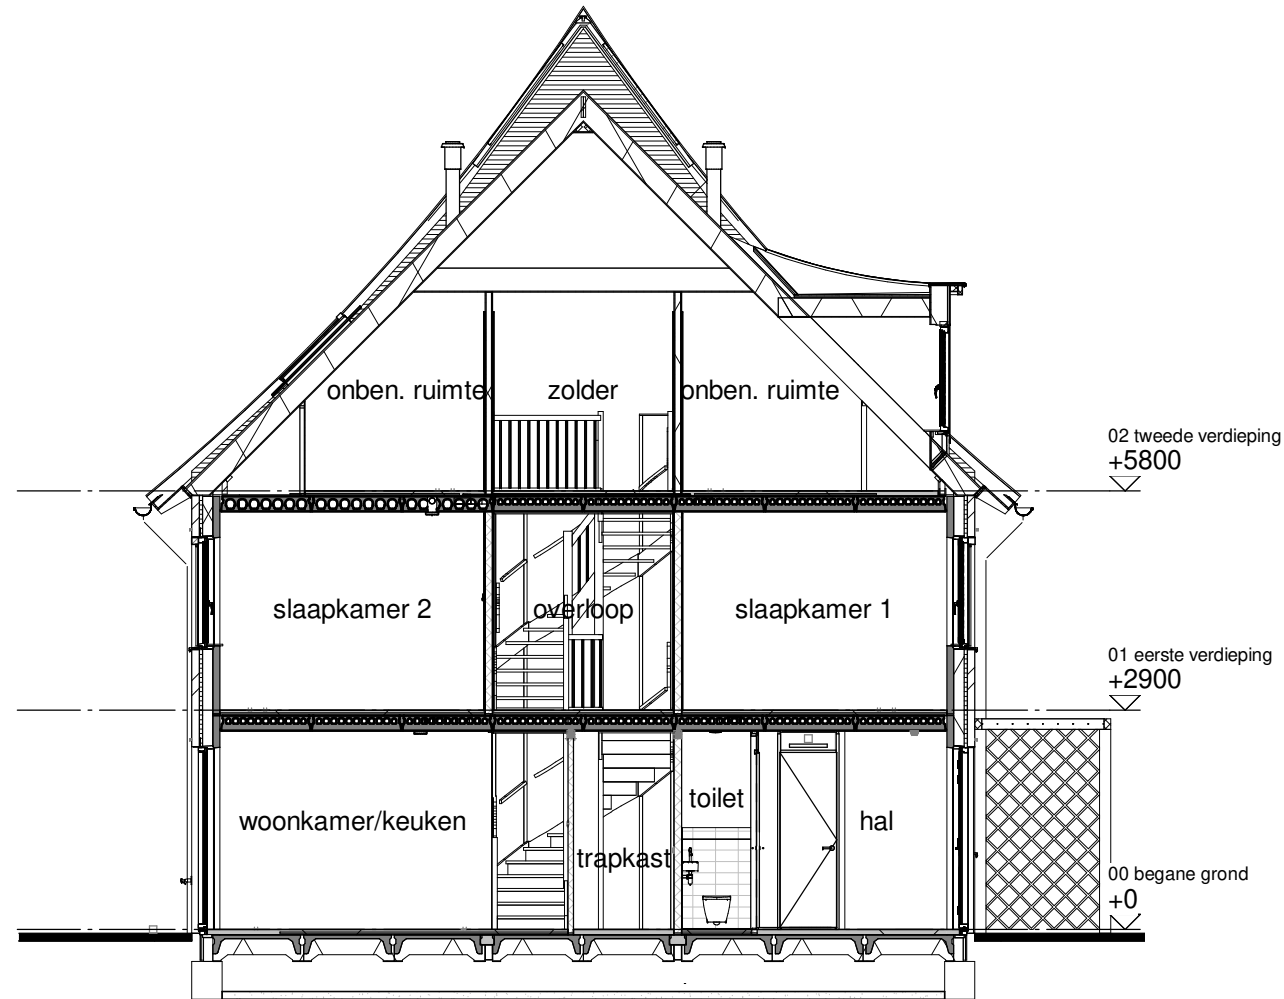 onben. ruimte
zolder
onben. ruimte
02 tweede verdieping
+5800
slaapkamer 2
overloop
slaapkamer 1
01 eerste verdieping
+2900
woonkamer/keuken
trapkast
toilet
hal
00 begane grond
+0